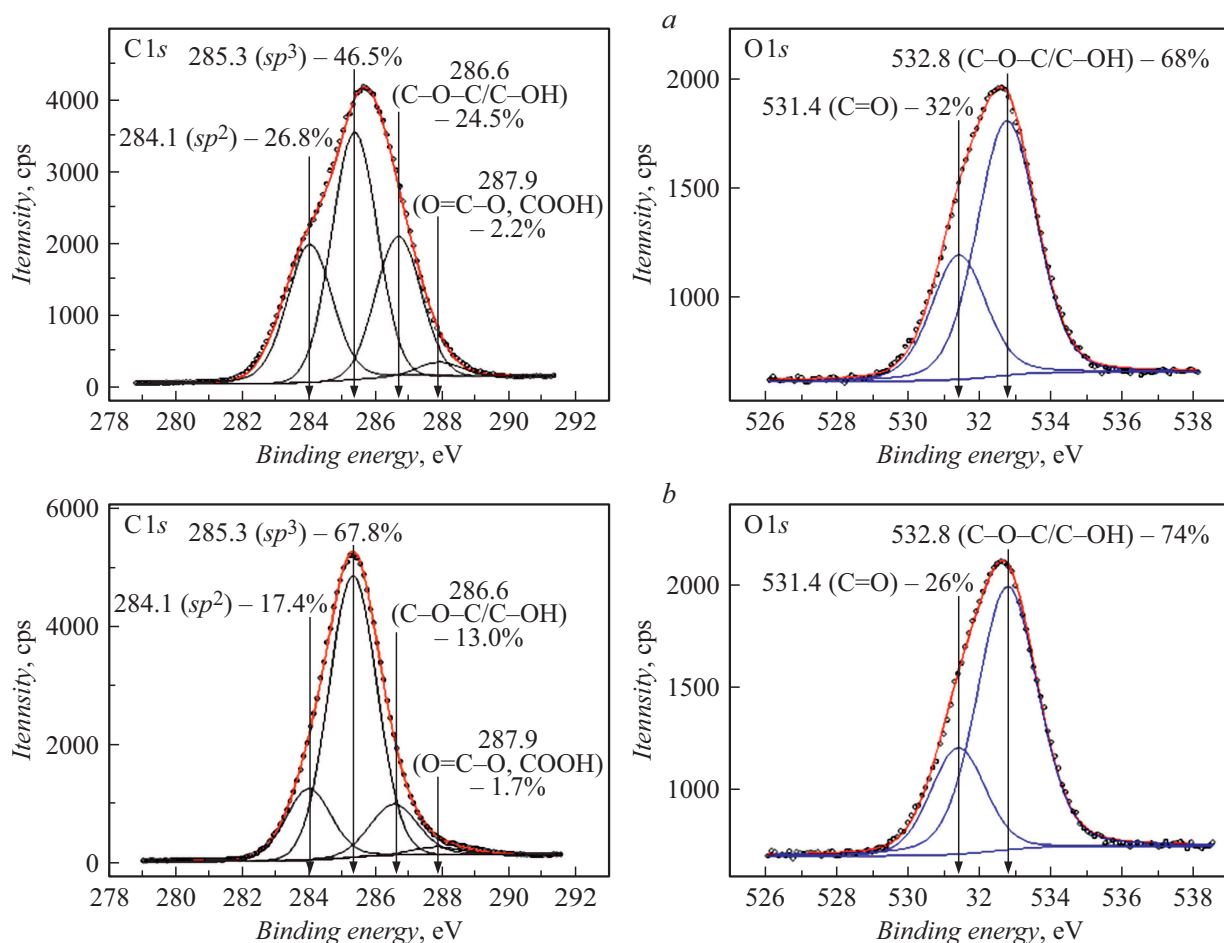 a
C1s
285.3 (sp³) – 46.5%
286.6
(C–O–C/C–OH)
– 24.5%
284.1 (sp²) – 26.8%
287.9
(O=C–O, COOH)
– 2.2%
4000
3000
2000
1000
0
Itennsity, cps
278 280 282 284 286 288 290 292
Binding energy, eV
O1s
532.8 (C–O–C/C–OH) – 68%
531.4 (C=O) – 32%
2000
1500
1000
Itennsity, cps
526 528 530 532 534 536 538
Binding energy, eV
b
C1s
285.3 (sp³) – 67.8%
284.1 (sp²) – 17.4%
286.6
(C–O–C/C–OH)
– 13.0%
287.9
(O=C–O, COOH)
– 1.7%
6000
4000
2000
0
Itennsity, cps
278 280 282 284 286 288 290 292
Binding energy, eV
O1s
532.8 (C–O–C/C–OH) – 74%
531.4 (C=O) – 26%
2000
1500
1000
Itennsity, cps
526 528 530 532 534 536 538
Binding energy, eV